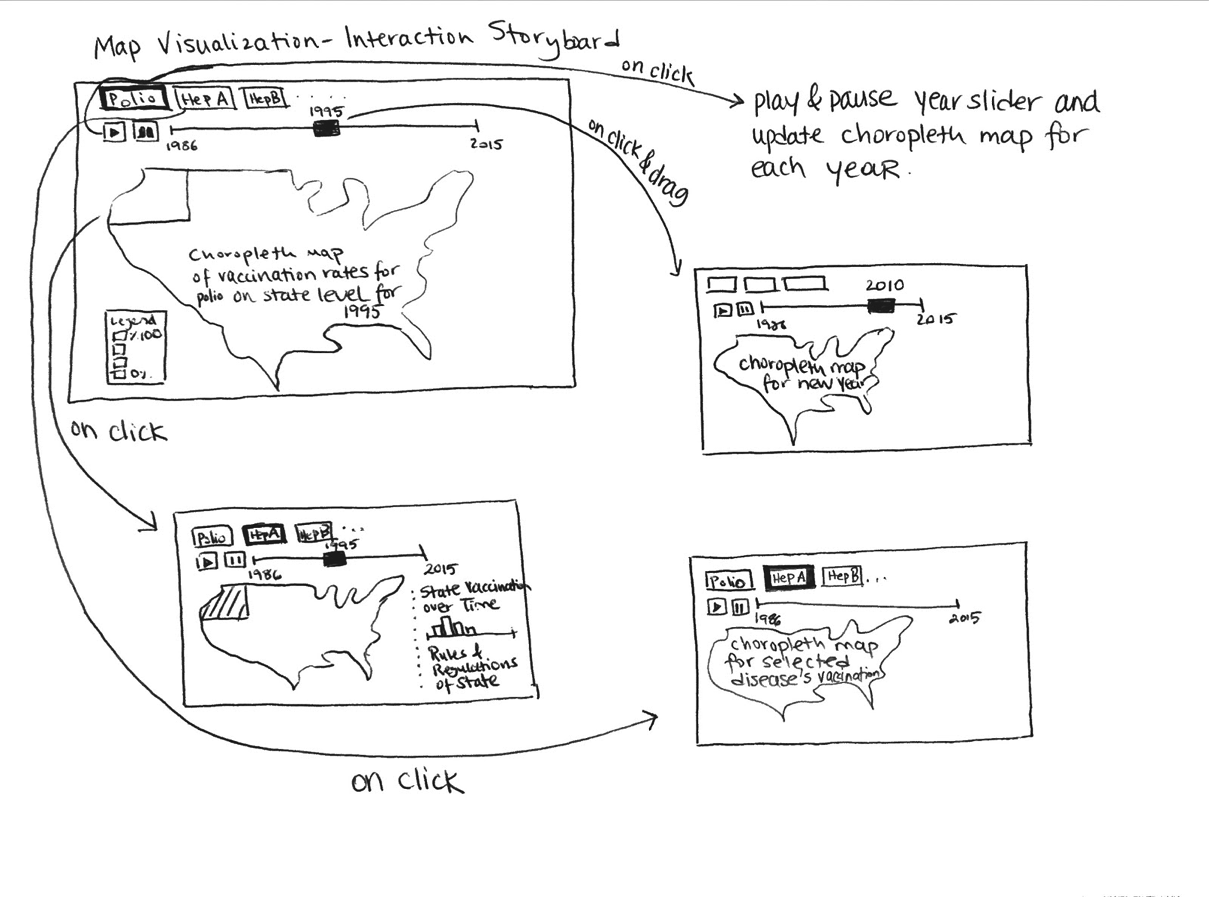 Map Visualization- Interaction Storyboard
on click
play & pause year slider and
update choropleth map for
each year.
Polio HepA HepB .....
1995
1986 2015
on click & drag
Choropleth map
of vaccination rates for
polio on state level for
1995
Legend
%100
0%
2010
1986 2015
choropleth map
for new year
on click
Polio HepA HepB ...
1995
1986 2015
State Vaccination
over Time
Rules &
Regulations
of State
Polio HepA HepB ...
1986 2015
choropleth map
for selected
disease's vaccination
on click